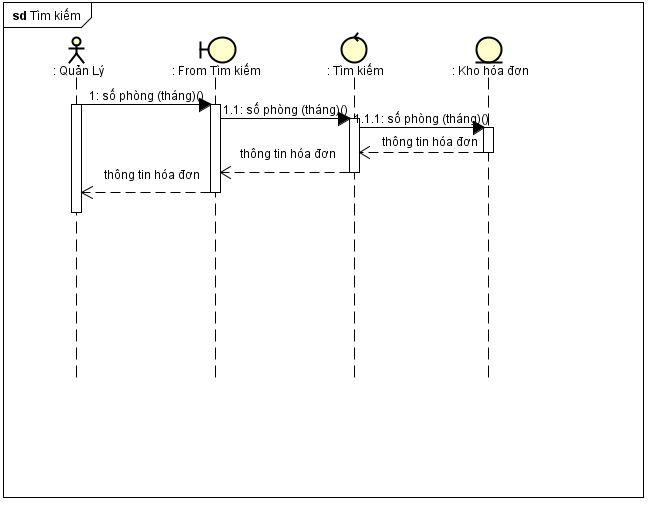 sd Tìm kiếm
: Quản Lý
: From Tìm kiếm
: Tìm kiếm
: Kho hóa đơn
1: số phòng (tháng)()
1.1: số phòng (tháng)()
1.1.1: số phòng (tháng)()
thông tin hóa đơn
thông tin hóa đơn
thông tin hóa đơn